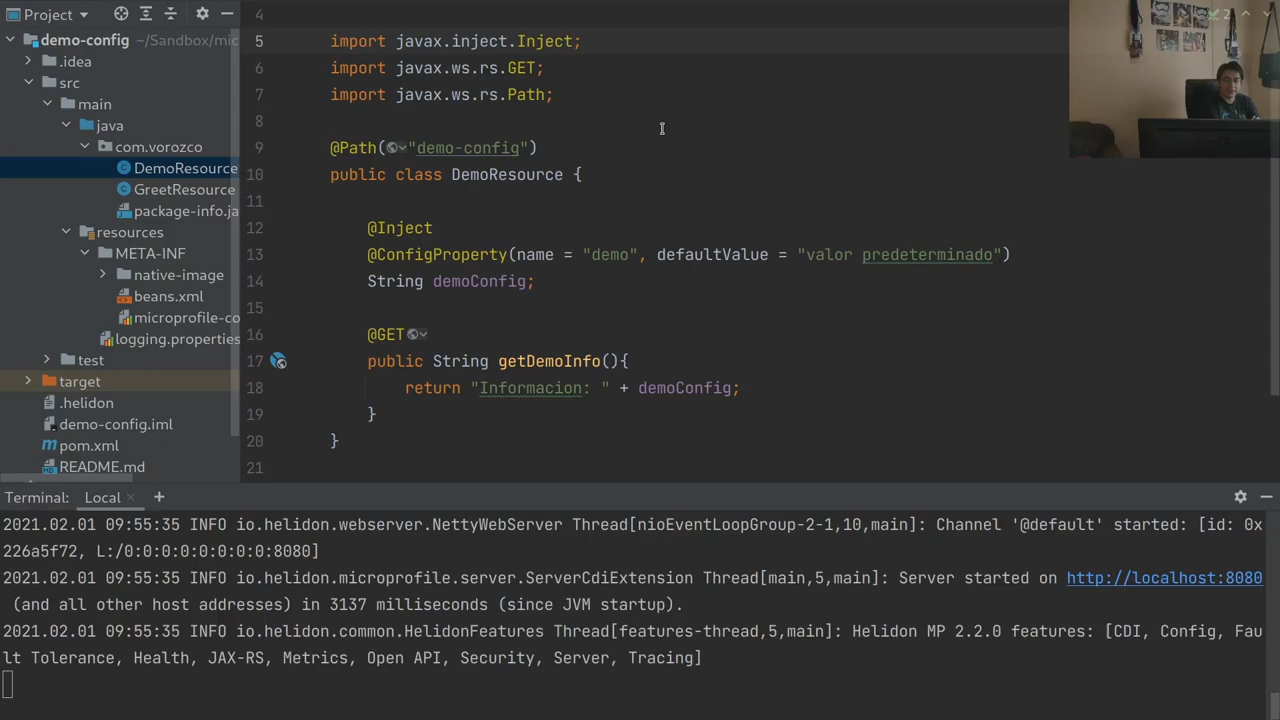 Project
demo-config ~/Sandbox/mic
.idea
src
main
java
com.vorozco
DemoResource
GreetResource
package-info.ja
resources
META-INF
native-image
beans.xml
microprofile-co
logging.properties
test
target
.helidon
demo-config.iml
pom.xml
README.md
2
4
5 import javax.inject.Inject;
6 import javax.ws.rs.GET;
7 import javax.ws.rs.Path;
8
9 @Path("demo-config")
10 public class DemoResource {
11
12 @Inject
13 @ConfigProperty(name = "demo", defaultValue = "valor predeterminado")
14 String demoConfig;
15
16 @GET
17 public String getDemoInfo(){
18 return "Informacion: " + demoConfig;
19 }
20 }
21
Terminal: Local × +
2021.02.01 09:55:35 INFO io.helidon.webserver.NettyWebServer Thread[nioEventLoopGroup-2-1,10,main]: Channel '@default' started: [id: 0x
226a5f72, L:/0:0:0:0:0:0:0:0:8080]
2021.02.01 09:55:35 INFO io.helidon.microprofile.server.ServerCdiExtension Thread[main,5,main]: Server started on http://localhost:8080
(and all other host addresses) in 3137 milliseconds (since JVM startup).
2021.02.01 09:55:35 INFO io.helidon.common.HelidonFeatures Thread[features-thread,5,main]: Helidon MP 2.2.0 features: [CDI, Config, Fau
lt Tolerance, Health, JAX-RS, Metrics, Open API, Security, Server, Tracing]